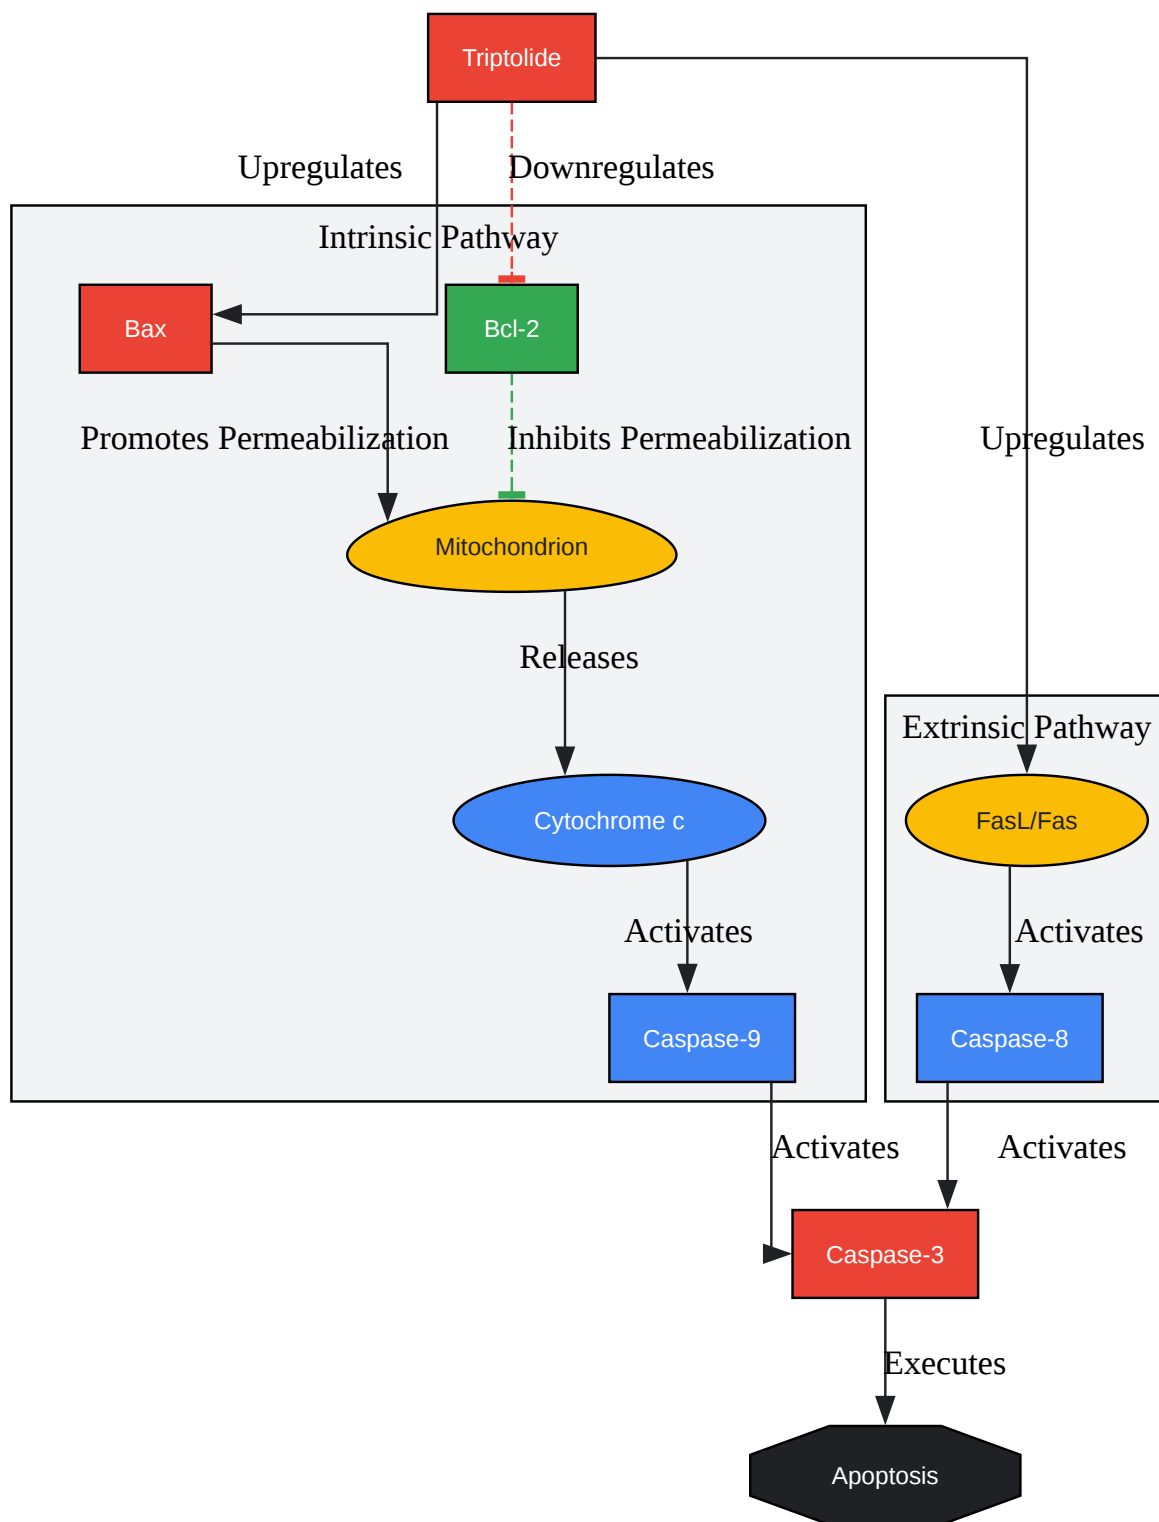 Triptolide
Upregulates
Downregulates
Intrinsic Pathway
Bax
Bcl-2
Promotes Permeabilization
Inhibits Permeabilization
Upregulates
Mitochondrion
Releases
Extrinsic Pathway
Cytochrome c
FasL/Fas
Activates
Activates
Caspase-9
Caspase-8
Activates
Activates
Caspase-3
Executes
Apoptosis